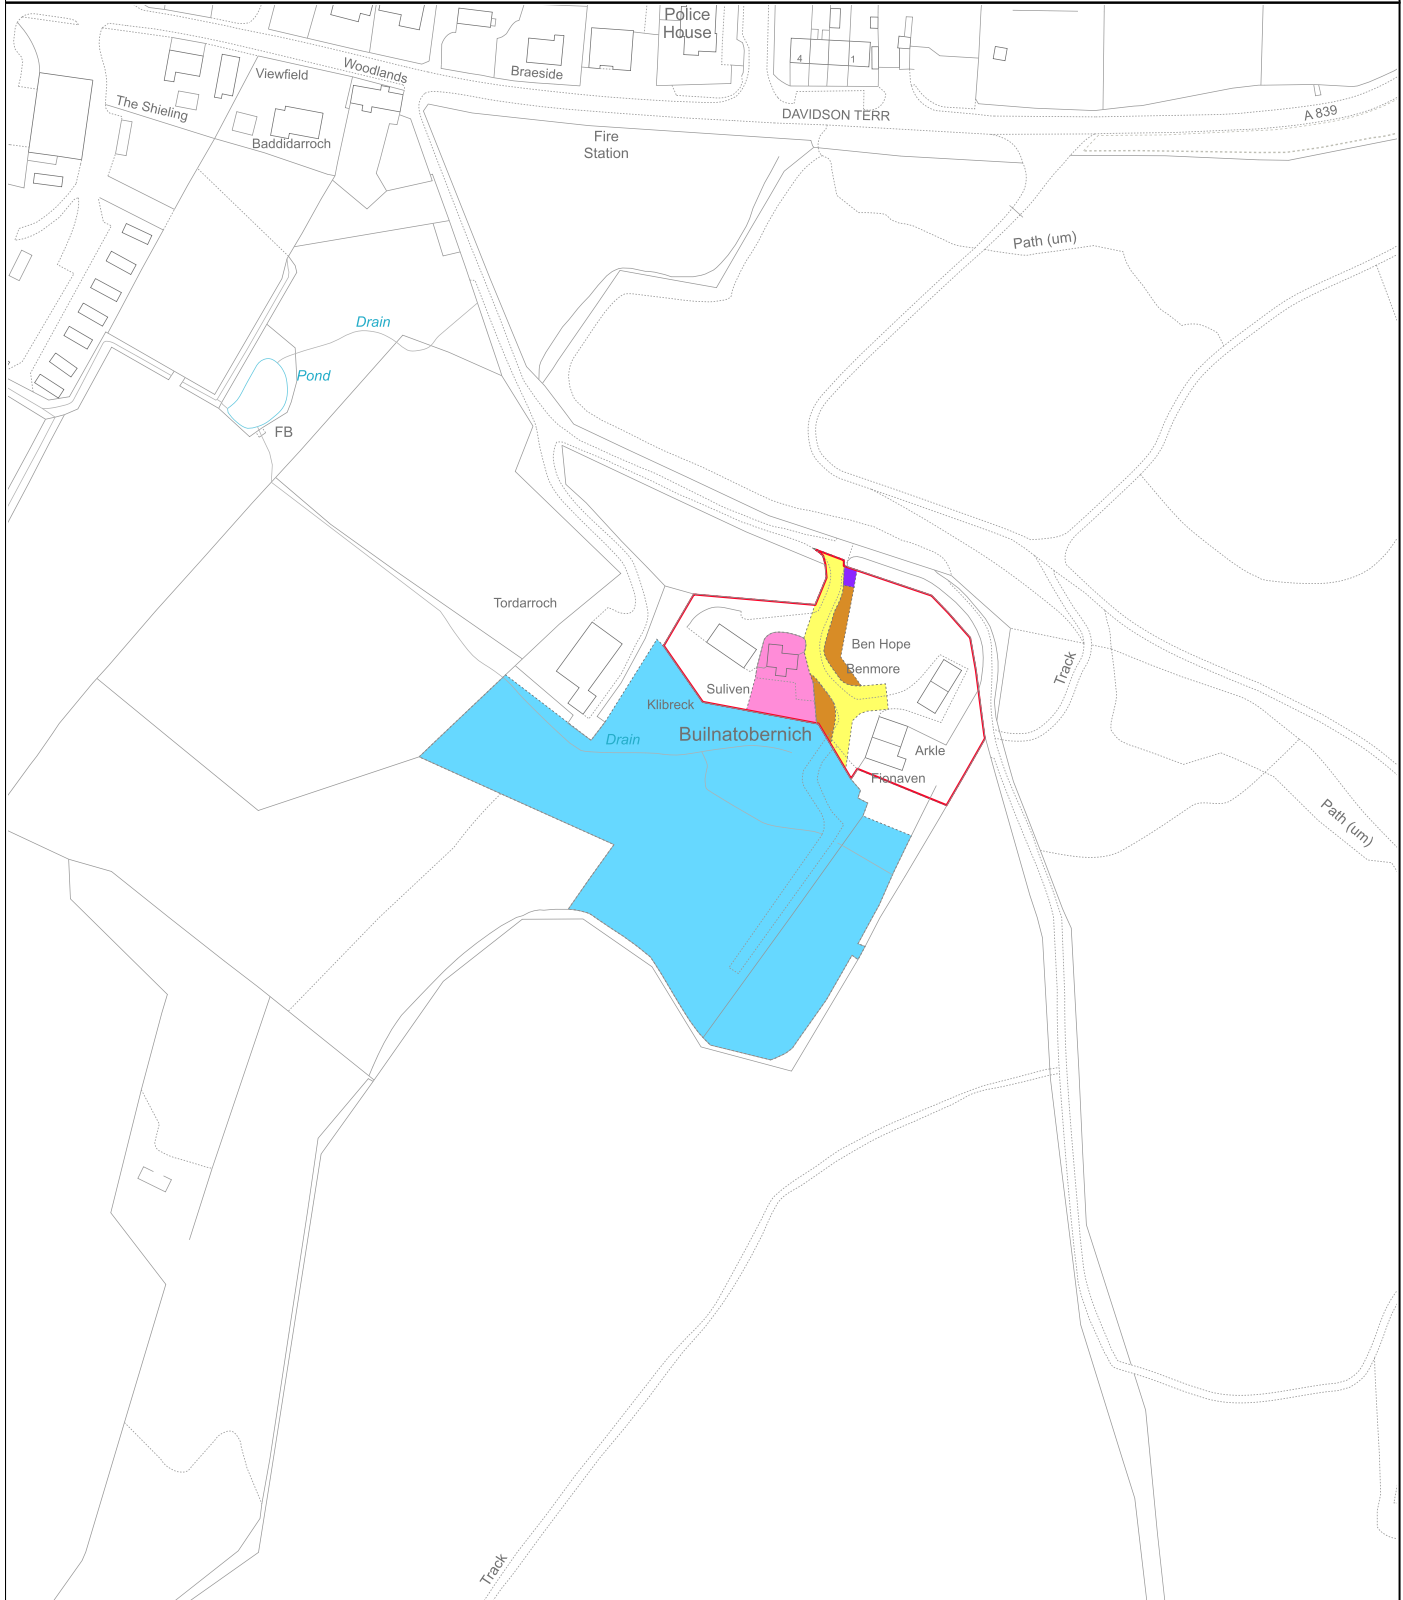 Police
House
Woodlands
Viewfield
Braeside
4
1
The Shieling
Baddidarroch
DAVIDSON TERR
A 839
Fire
Station
Path (um)
Drain
Pond
FB
Tordarroch
Ben Hope
Benmore
Track
Suliven
Klibreck
Builnatobernich
Drain
Arkle
Fionaven
Path (um)
Track